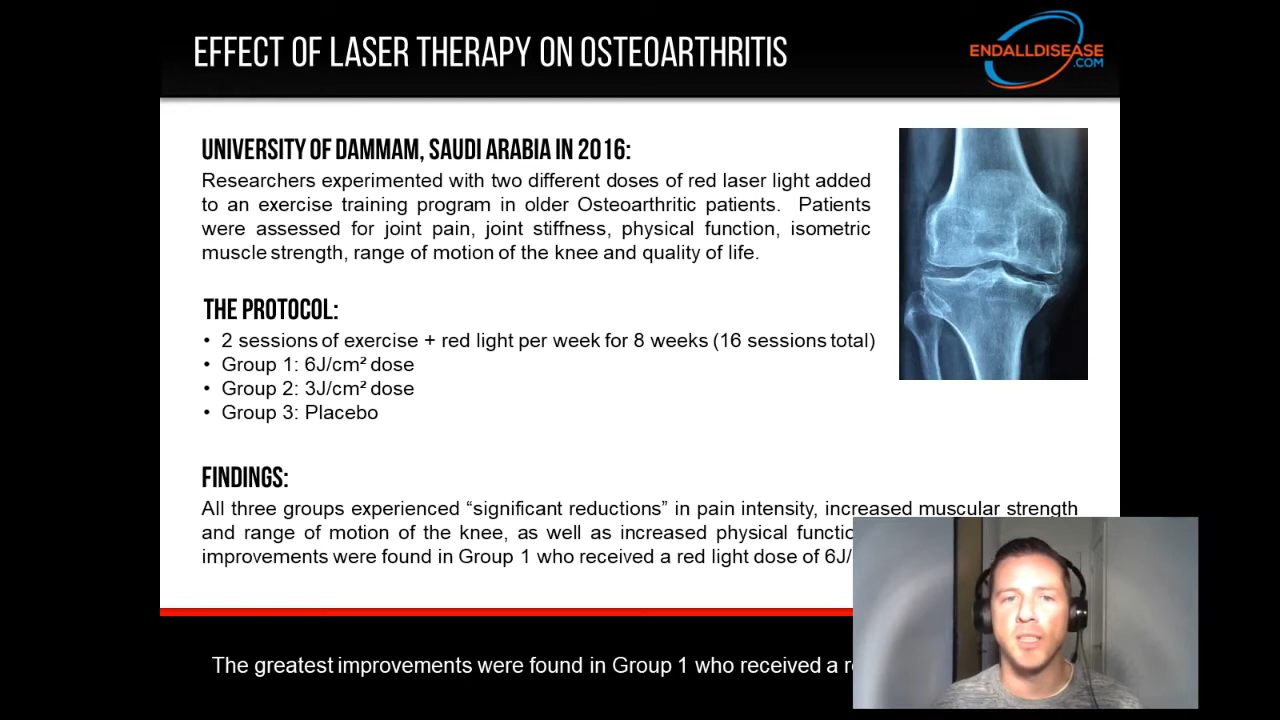 EFFECT OF LASER THERAPY ON OSTEOARTHRITIS
ENDALLDISEASE
.COM
UNIVERSITY OF DAMMAM, SAUDI ARABIA IN 2016:
Researchers experimented with two different doses of red laser light added
to an exercise training program in older Osteoarthritic patients. Patients
were assessed for joint pain, joint stiffness, physical function, isometric
muscle strength, range of motion of the knee and quality of life.
THE PROTOCOL:
• 2 sessions of exercise + red light per week for 8 weeks (16 sessions total)
• Group 1: 6J/cm² dose
• Group 2: 3J/cm² dose
• Group 3: Placebo
FINDINGS:
All three groups experienced “significant reductions” in pain intensity, increased muscular strength
and range of motion of the knee, as well as increased physical
improvements were found in Group 1 who received a red light dose of
The greatest improvements were found in Group 1 who received a